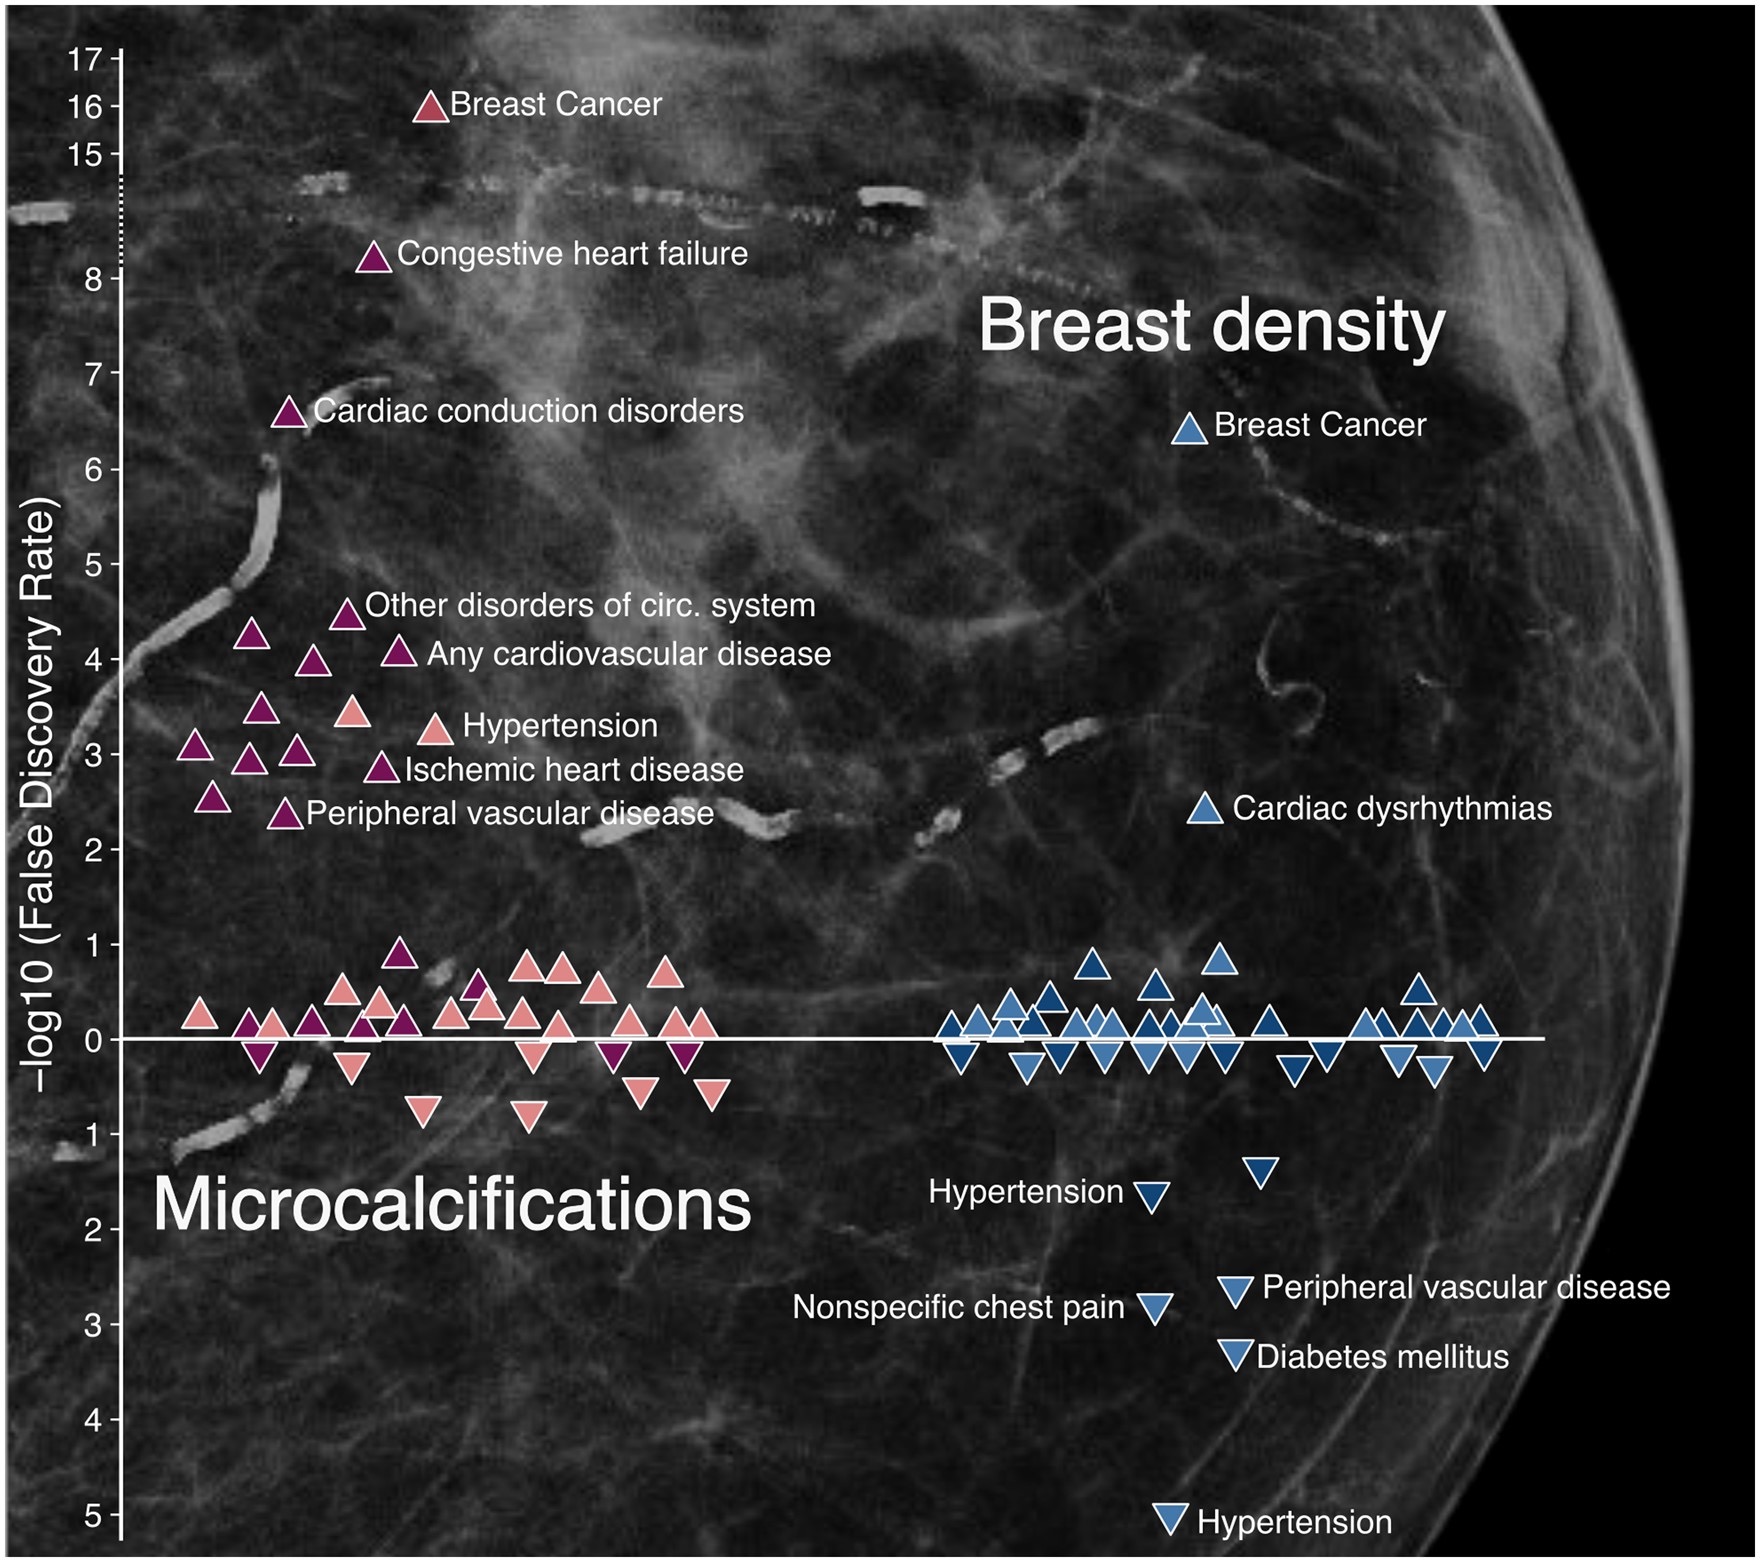 17
16
15
8
7
6
5
4
3
2
1
0
1
2
3
4
5
–log10 (False Discovery Rate)
Breast Cancer
Congestive heart failure
Cardiac conduction disorders
Other disorders of circ. system
Any cardiovascular disease
Hypertension
Ischemic heart disease
Peripheral vascular disease
Microcalcifications
Breast density
Breast Cancer
Cardiac dysrhythmias
Hypertension
Peripheral vascular disease
Nonspecific chest pain
Diabetes mellitus
Hypertension